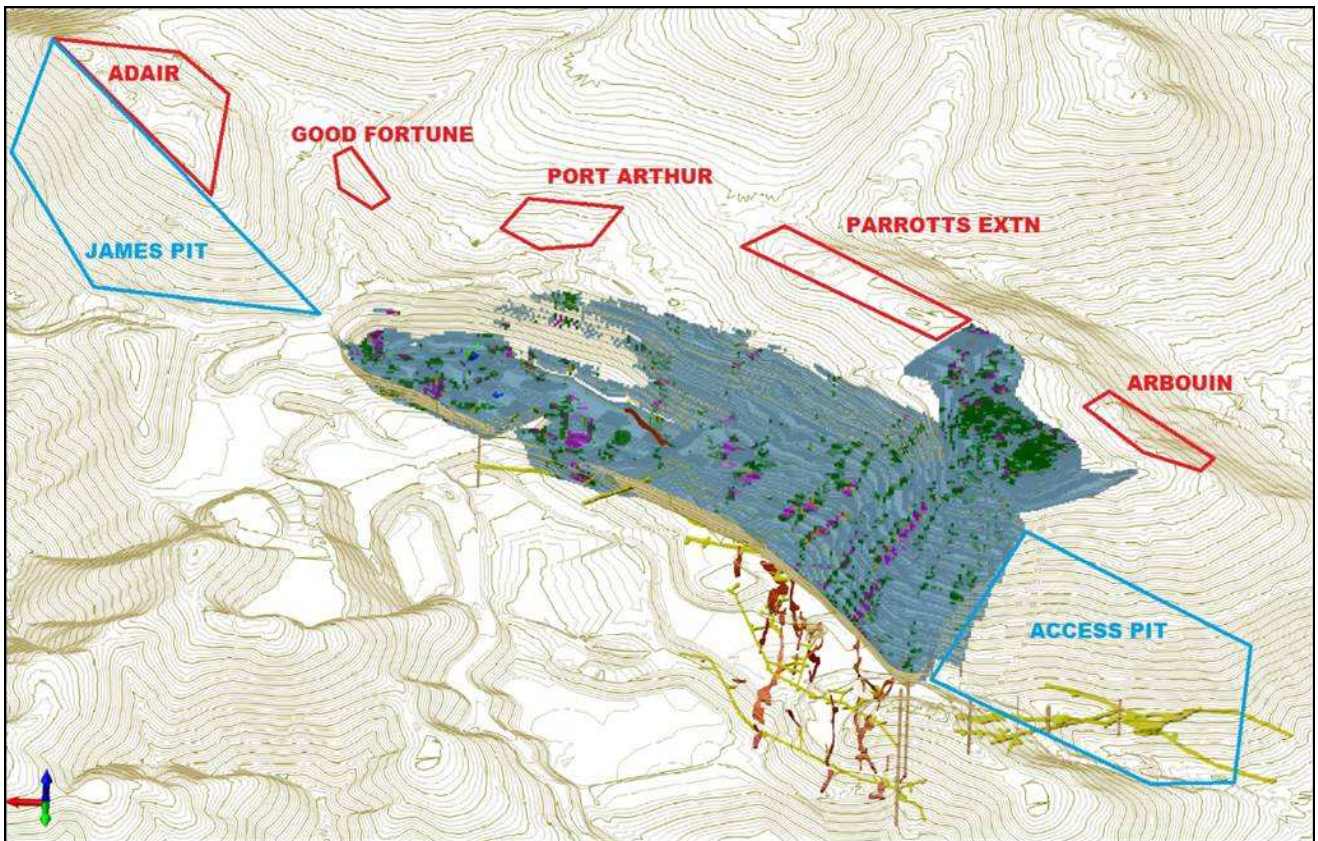 ADAIR
GOOD FORTUNE
PORT ARTHUR
PARROTTS EXTN
JAMES PIT
ARBOUIN
ACCESS PIT